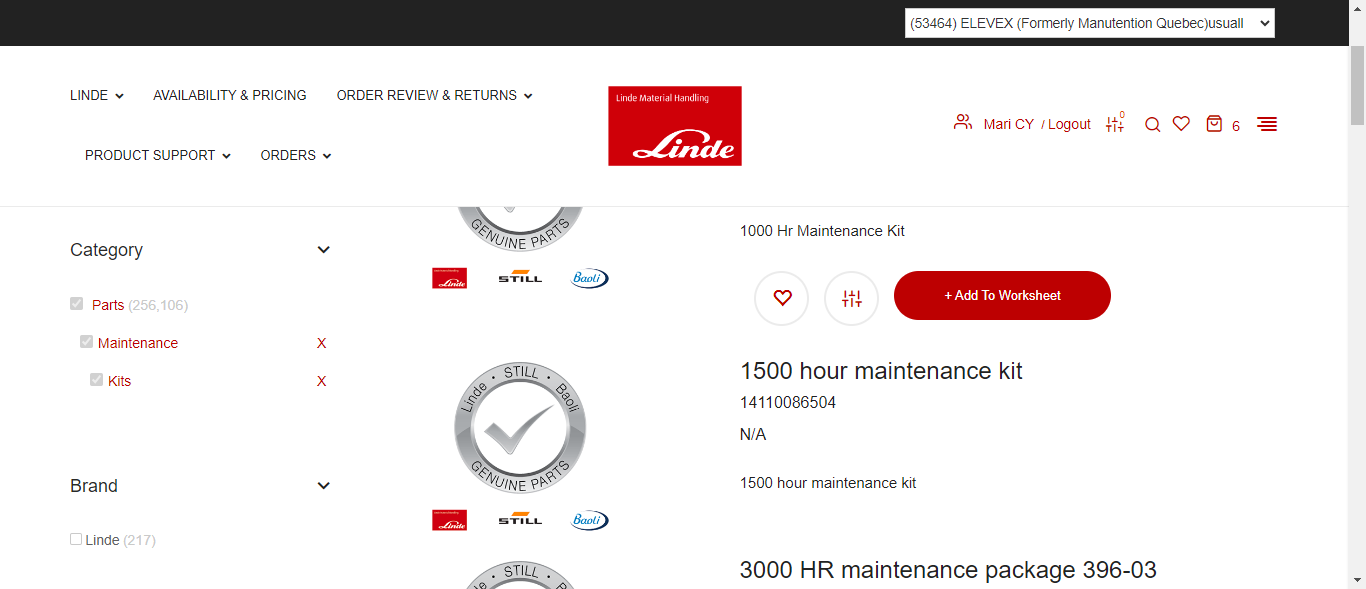 (53464) ELEVEX (Formerly Manutention Quebec)usuall
LINDE
AVAILABILITY & PRICING
ORDER REVIEW & RETURNS
PRODUCT SUPPORT
ORDERS
Linde Material Handling
Linde
Mari CY / Logout
0
6
Category
Parts (256,106)
Maintenance X
Kits X
Brand
Linde (217)
GENUINE PARTS
Linde STILL Baoli
1000 Hr Maintenance Kit
+ Add To Worksheet
Linde · STILL · Baoli
GENUINE PARTS
Linde STILL Baoli
1500 hour maintenance kit
14110086504
N/A
1500 hour maintenance kit
· STILL ·
3000 HR maintenance package 396-03